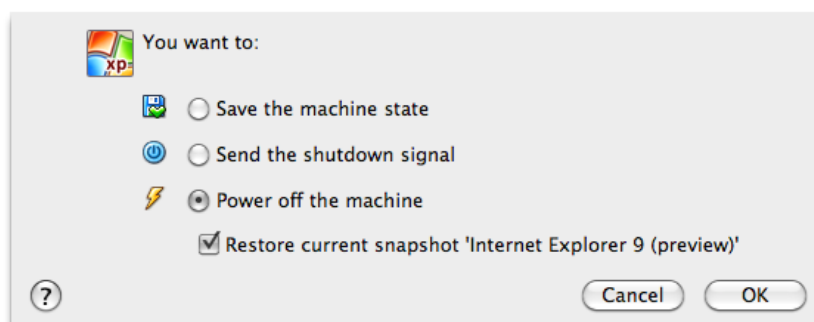 You want to:
xp
Save the machine state
Send the shutdown signal
Power off the machine
Restore current snapshot 'Internet Explorer 9 (preview)'
?
Cancel
OK